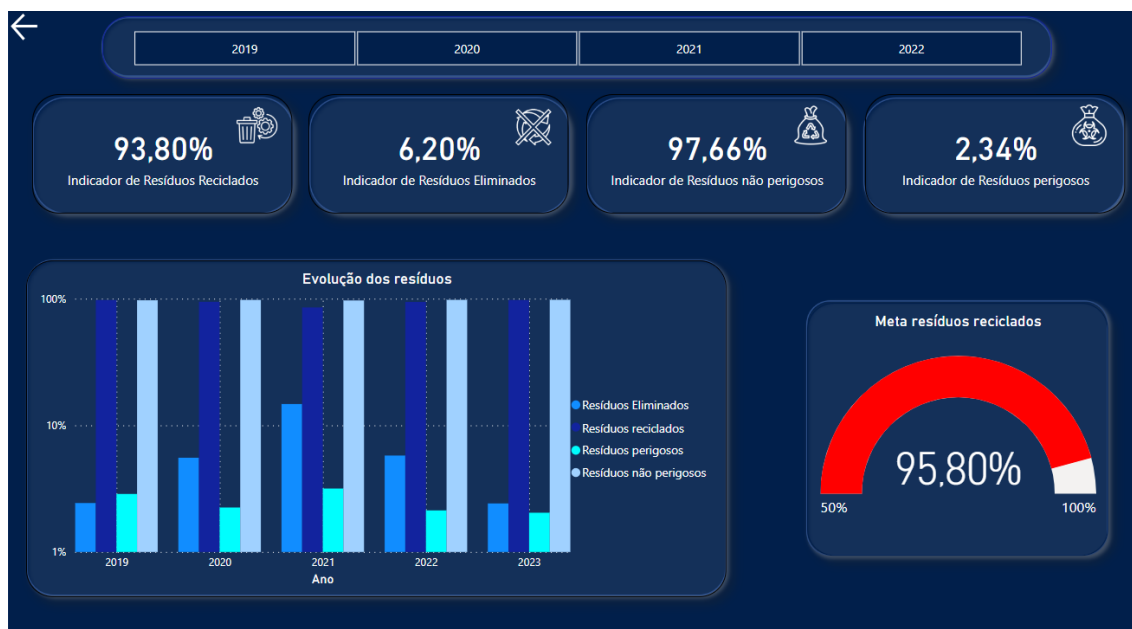 2019 2020 2021 2022
93,80%
Indicador de Resíduos Reciclados
6,20%
Indicador de Resíduos Eliminados
97,66%
Indicador de Resíduos não perigosos
2,34%
Indicador de Resíduos perigosos
Evolução dos resíduos
100%
10%
1%
2019 2020 2021 2022 2023
Ano
Resíduos Eliminados
Resíduos reciclados
Resíduos perigosos
Resíduos não perigosos
Meta resíduos reciclados
95,80%
50% 100%